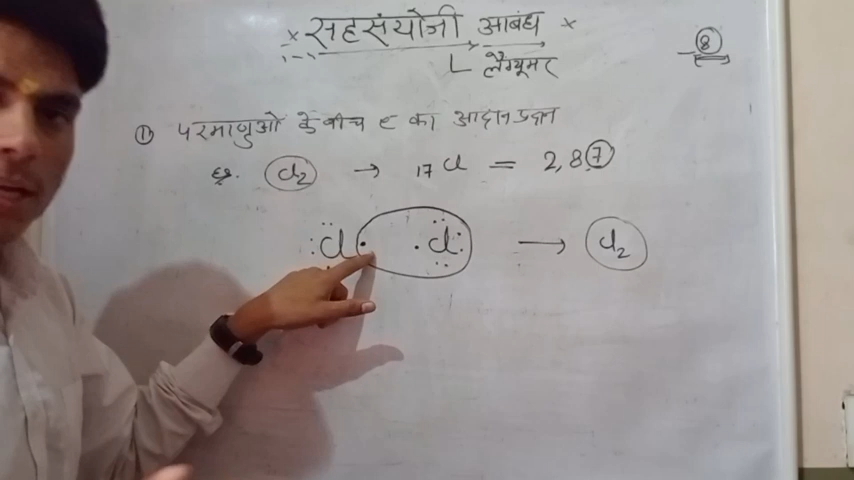 × सहसंयोजी आबंध ×
8
L लैंग्यूमर
① परमाणुओ के बीच e का आदान प्रदान
Cl₂ → ₁₇Cl = 2,8,7
:Cl. .Cl: → Cl₂